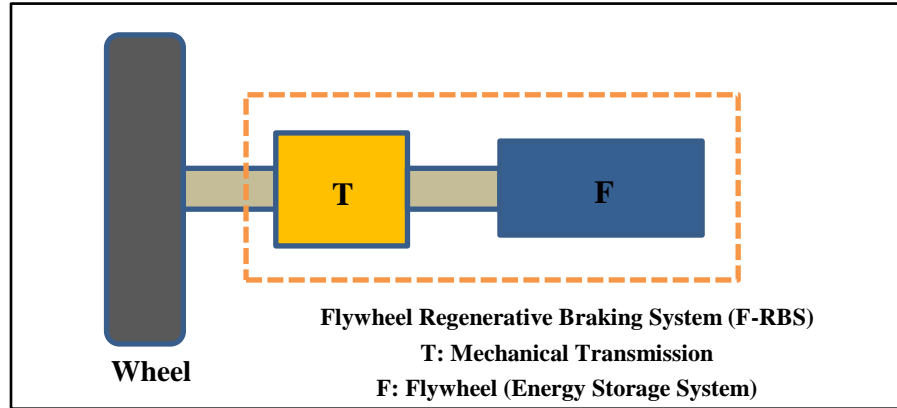 T
F
Flywheel Regenerative Braking System (F-RBS)
T: Mechanical Transmission
Wheel
F: Flywheel (Energy Storage System)